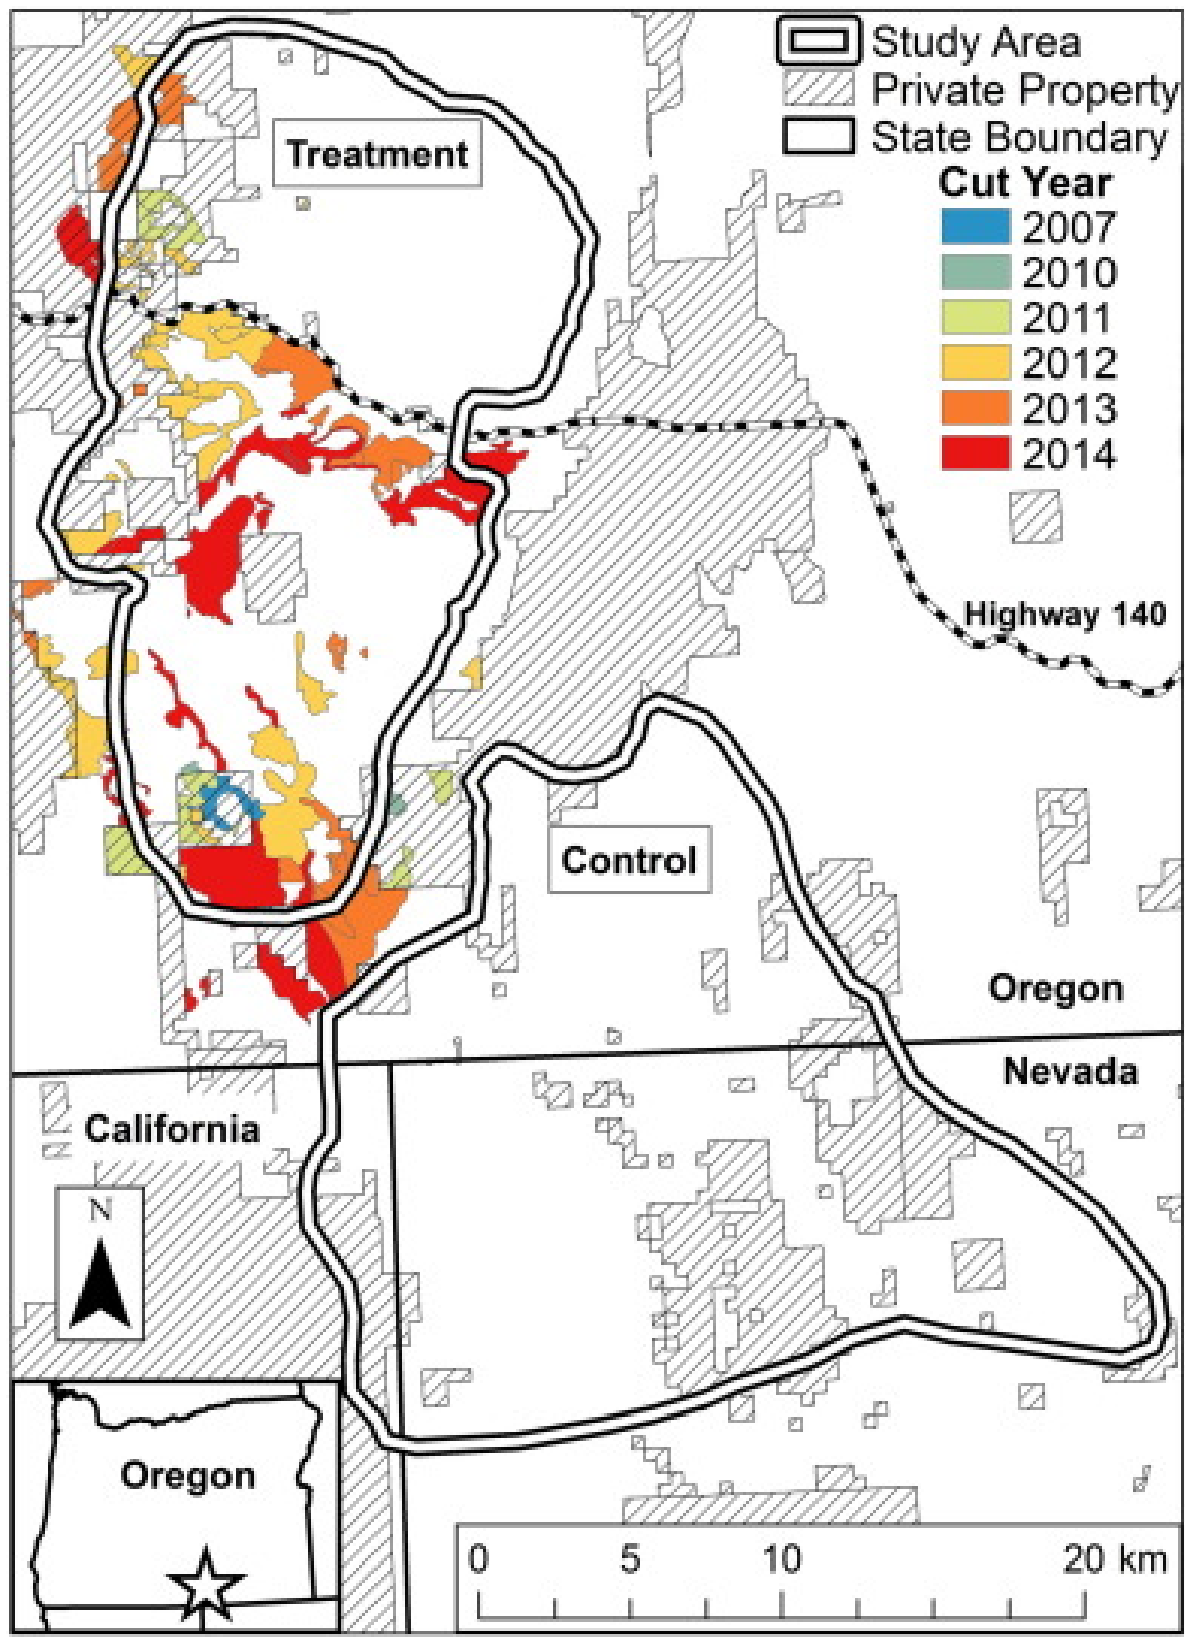 Study Area
Private Property
State Boundary
Cut Year
2007
2010
2011
2012
2013
2014
Treatment
Highway 140
Control
Oregon
Nevada
California
N
Oregon
0 5 10 20 km